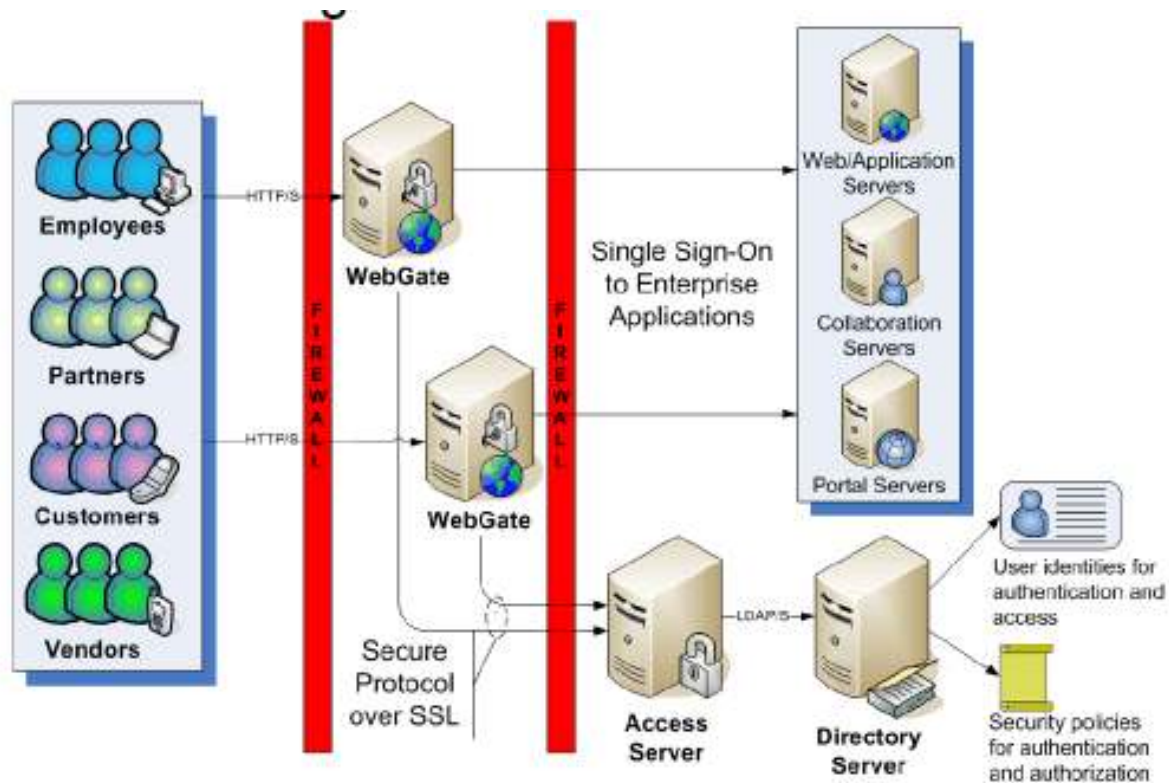 Employees
Partners
Customers
Vendors
HTTP/S
HTTP/S
FIREWALL
WebGate
WebGate
Secure
Protocol
over SSL
FIREWALL
Single Sign-On
to Enterprise
Applications
Web/Application
Servers
Collaboration
Servers
Portal Servers
Access
Server
LDAP/S
Directory
Server
User identities for
authentication and
access
Security policies
for authentication
and authorization